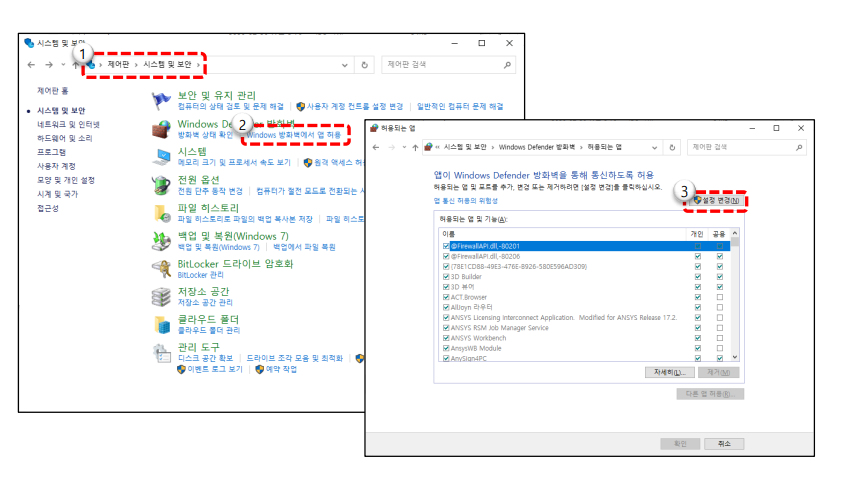 시스템 및 보안
1
제어판 › 시스템 및 보안 ›
제어판 검색
제어판 홈
시스템 및 보안
네트워크 및 인터넷
하드웨어 및 소리
프로그램
사용자 계정
모양 및 개인 설정
시계 및 국가
접근성
보안 및 유지 관리
컴퓨터의 상태 검토 및 문제 해결 | 사용자 계정 컨트롤 설정 변경 | 일반적인 컴퓨터 문제 해결
Windows Defender 방화벽
2
방화벽 상태 확인 Windows 방화벽에서 앱 허용
시스템
메모리 크기 및 프로세서 속도 보기 | 원격 액세스 허
전원 옵션
전원 단추 동작 변경 | 컴퓨터가 절전 모드로 전환되는 시
파일 히스토리
파일 히스토리로 파일의 백업 복사본 저장 | 파일 히스토
백업 및 복원(Windows 7)
백업 및 복원(Windows 7) | 백업에서 파일 복원
BitLocker 드라이브 암호화
BitLocker 관리
저장소 공간
저장소 공간 관리
클라우드 폴더
클라우드 폴더 관리
관리 도구
디스크 공간 확보 | 드라이브 조각 모음 및 최적화
이벤트 로그 보기 | 예약 작업
허용되는 앱
« 시스템 및 보안 › Windows Defender 방화벽 › 허용되는 앱
제어판 검색
앱이 Windows Defender 방화벽을 통해 통신하도록 허용
허용되는 앱 및 포트를 추가, 변경 또는 제거하려면 [설정 변경]을 클릭하십시오.
3
앱 통신 허용의 위험성
설정 변경(N)
허용되는 앱 및 기능(A):
이름 개인 공용
@FirewallAPI.dll,-80201
@FirewallAPI.dll,-80206
{78E1CD88-49E3-476E-B926-580E596AD309}
3D Builder
3D 뷰어
ACT.Browser
AllJoyn 라우터
ANSYS Licensing Interconnect Application. Modified for ANSYS Release 17.2.
ANSYS RSM Job Manager Service
ANSYS Workbench
AnsysWB Module
AnySign4PC
자세히(L)... 제거(M)
다른 앱 허용(R)...
확인 취소